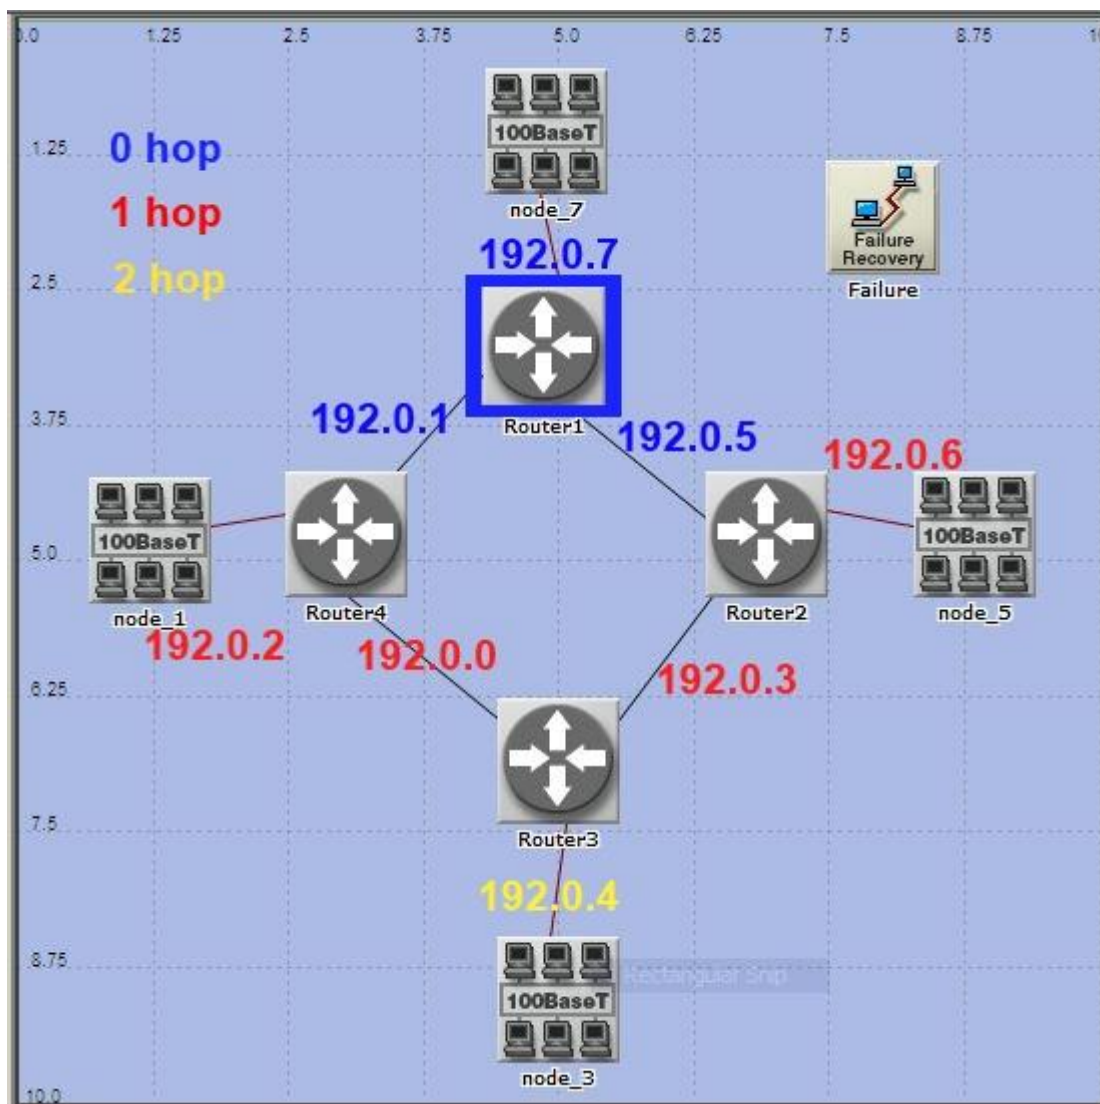 0.0 1.25 2.5 3.75 5.0 6.25 7.5 8.75
100BaseT
node_7
1.25
0 hop
1 hop
2 hop
Failure
Recovery
Failure
192.0.7
2.5
Router1
3.75
192.0.1
192.0.5
192.0.6
100BaseT
node_1
Router4
Router2
100BaseT
node_5
5.0
192.0.2
192.0.0
192.0.3
6.25
Router3
7.5
192.0.4
8.75
Rectangular Snip
100BaseT
node_3
10.0